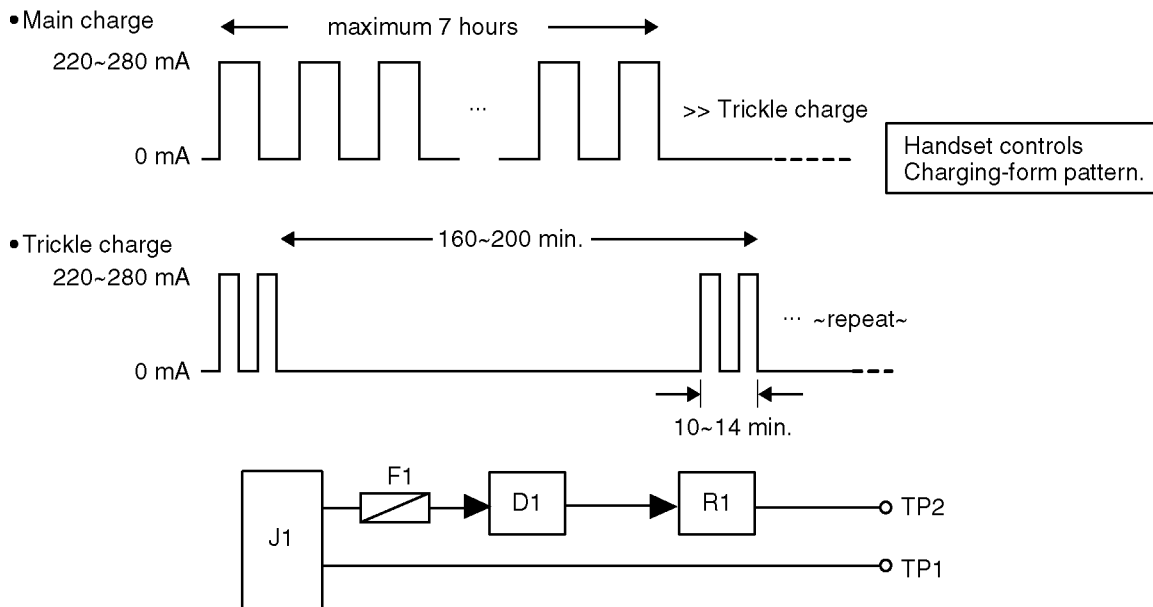 •Main charge
maximum 7 hours
220~280 mA
...
>> Trickle charge
0 mA
Handset controls
Charging-form pattern.
•Trickle charge
160~200 min.
220~280 mA
... ~repeat~
0 mA
10~14 min.
F1
D1
R1
TP2
J1
TP1